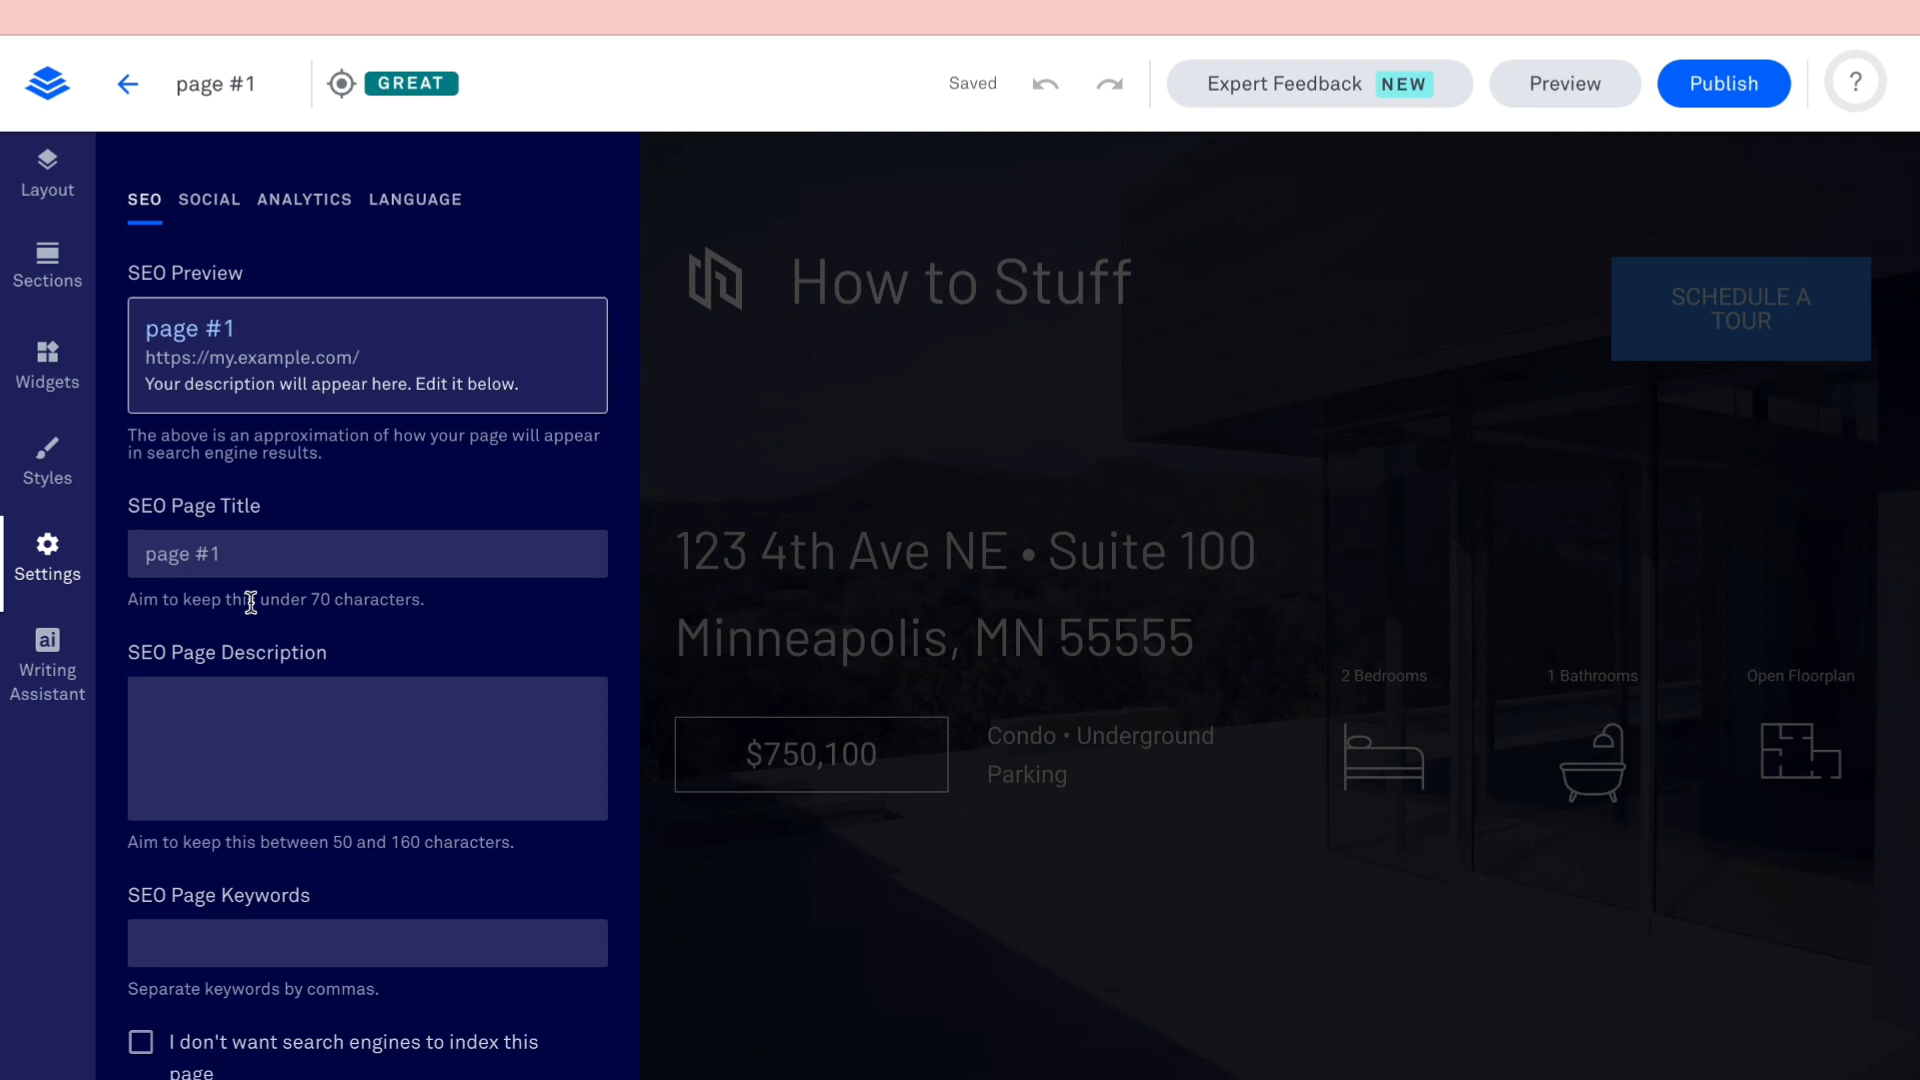 page #1
GREAT
Saved
Expert Feedback NEW
Preview
Publish
?
Layout
Sections
Widgets
Styles
Settings
ai
Writing
Assistant
SEO SOCIAL ANALYTICS LANGUAGE
SEO Preview
page #1
https://my.example.com/
Your description will appear here. Edit it below.
The above is an approximation of how your page will appear
in search engine results.
SEO Page Title
page #1
Aim to keep this under 70 characters.
SEO Page Description
Aim to keep this between 50 and 160 characters.
SEO Page Keywords
Separate keywords by commas.
I don't want search engines to index this
page
How to Stuff
SCHEDULE A
TOUR
123 4th Ave NE • Suite 100
Minneapolis, MN 55555
$750,100
Condo • Underground
Parking
2 Bedrooms
1 Bathrooms
Open Floorplan